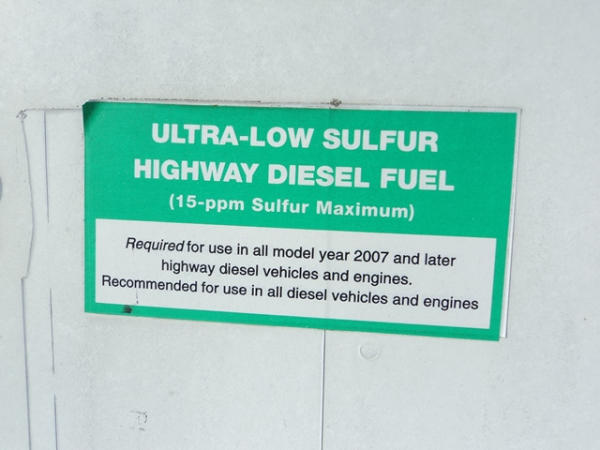 ULTRA-LOW SULFUR
HIGHWAY DIESEL FUEL
(15-ppm Sulfur Maximum)
Required for use in all model year 2007 and later
highway diesel vehicles and engines.
Recommended for use in all diesel vehicles and engines